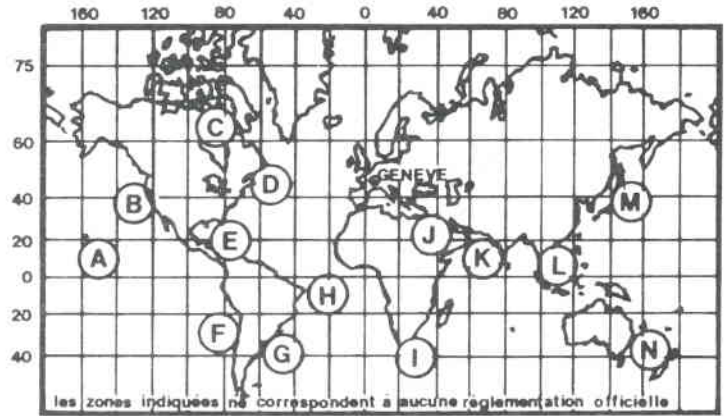 160 120 80 40 0 40 80 120 160
75
C
60
GENEVE
D
B
40
M
E
J
20
A
K
L
0
H
20
F
G
I
N
40
les zones indiquées ne correspondent à aucune règlementation officielle